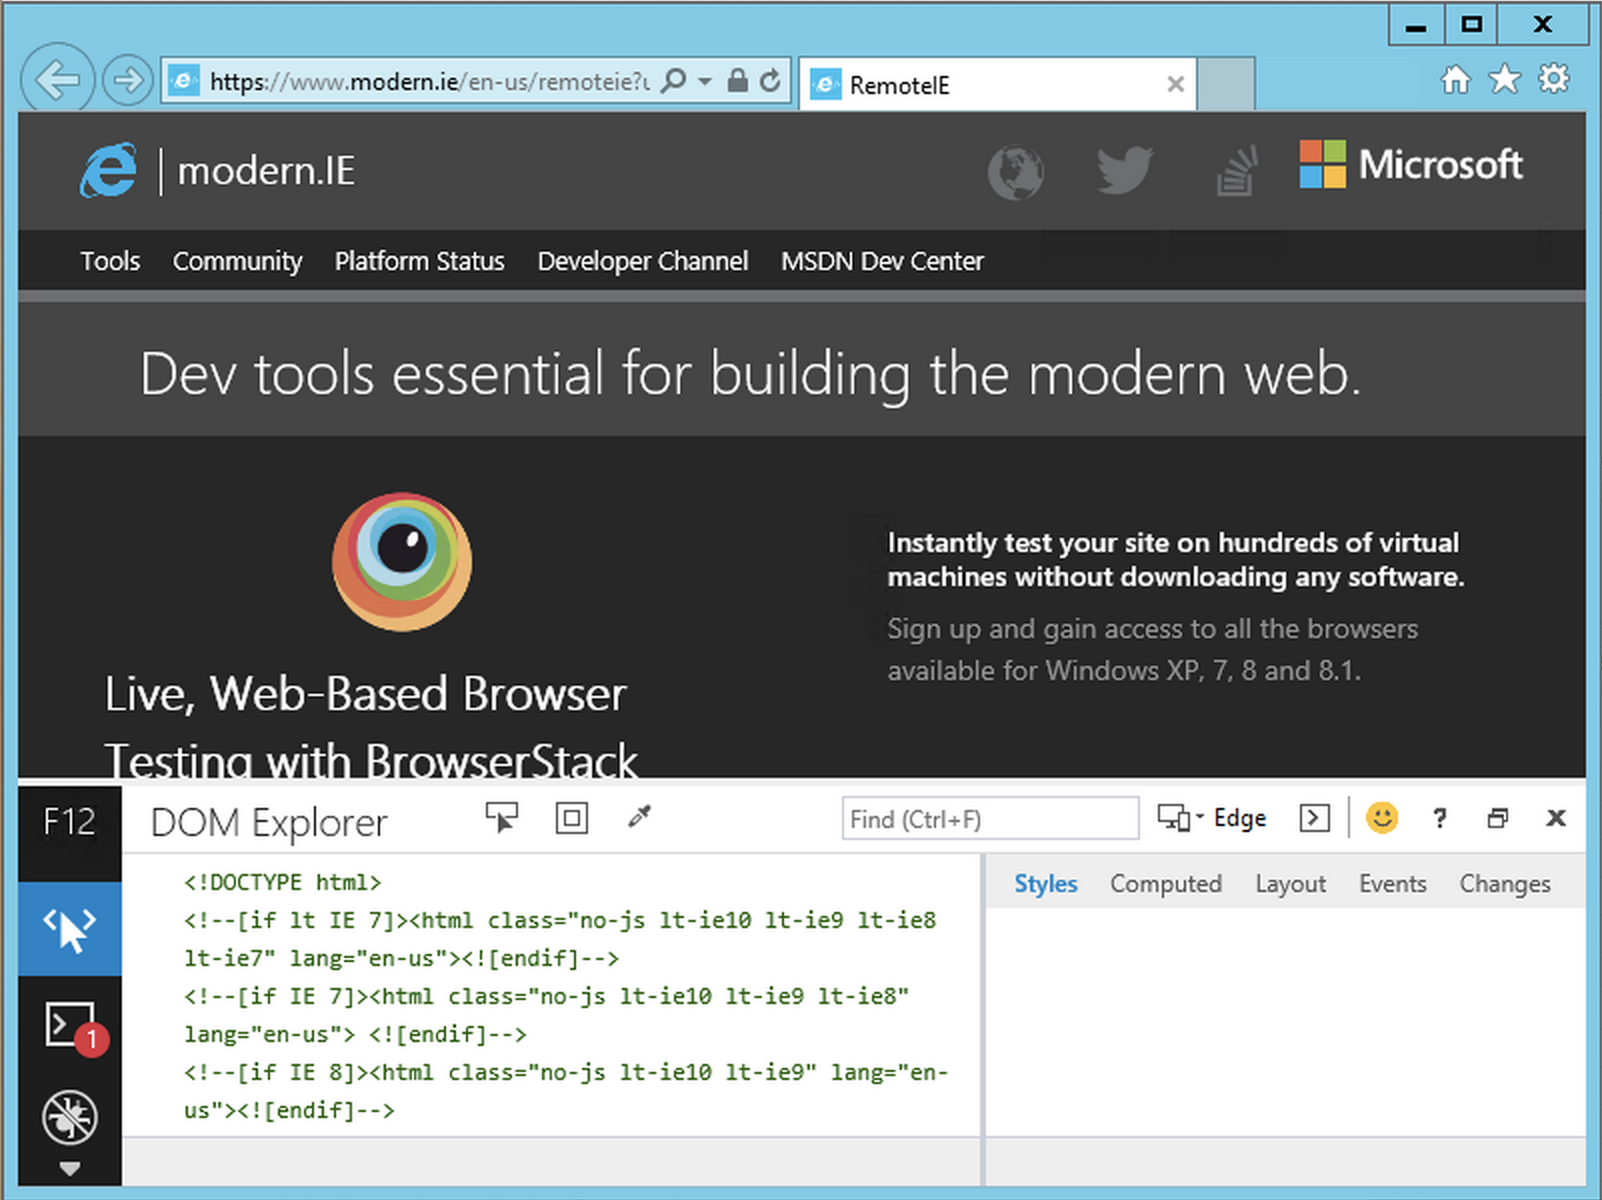 https://www.modern.ie/en-us/remoteie?u
RemoteIE
modern.IE
Microsoft
Tools Community Platform Status Developer Channel MSDN Dev Center
Dev tools essential for building the modern web.
Live, Web-Based Browser
Testing with BrowserStack
Instantly test your site on hundreds of virtual
machines without downloading any software.
Sign up and gain access to all the browsers
available for Windows XP, 7, 8 and 8.1.
F12 DOM Explorer Find (Ctrl+F) Edge ?
1
<!DOCTYPE html>
<!--[if lt IE 7]><html class="no-js lt-ie10 lt-ie9 lt-ie8
lt-ie7" lang="en-us"><![endif]-->
<!--[if IE 7]><html class="no-js lt-ie10 lt-ie9 lt-ie8"
lang="en-us"> <![endif]-->
<!--[if IE 8]><html class="no-js lt-ie10 lt-ie9" lang="en-
us"><![endif]-->
Styles Computed Layout Events Changes